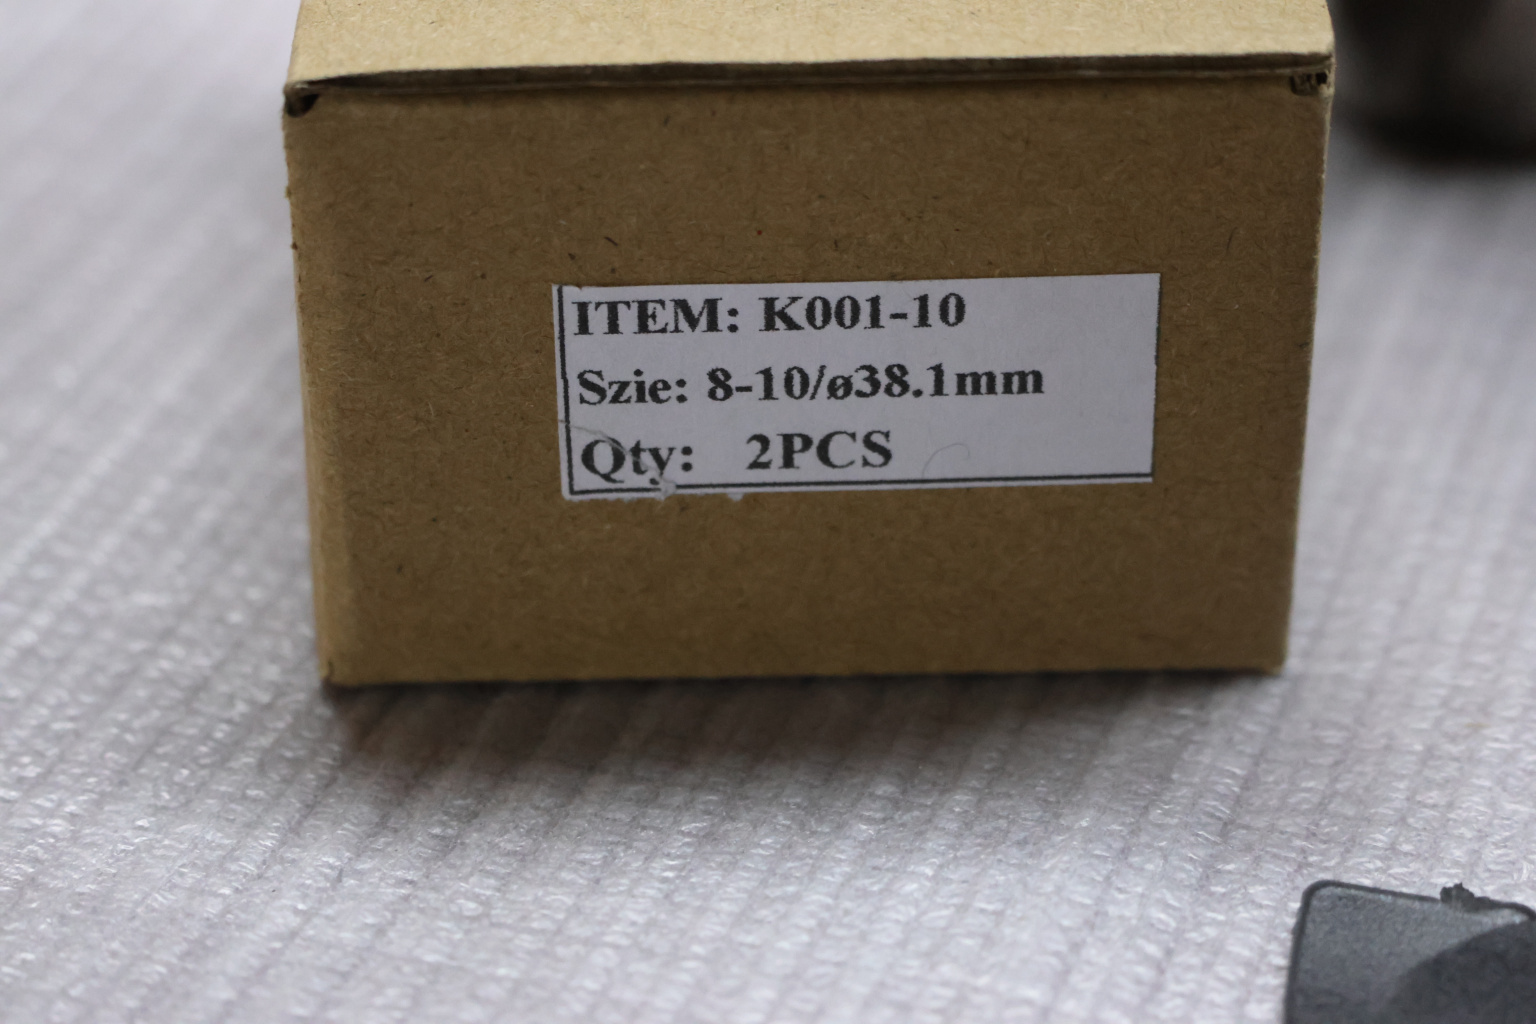 ITEM: K001-10
Szie: 8-10/ø38.1mm
Qty: 2PCS